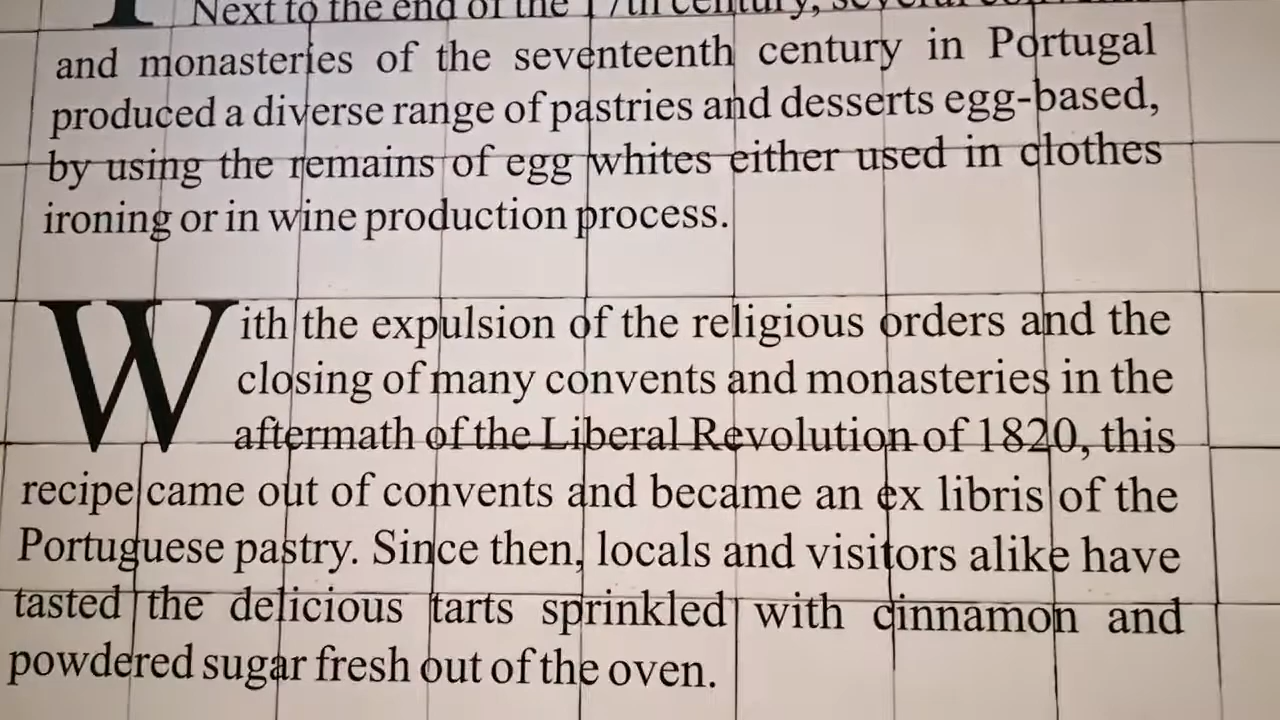 Next to the end of the 17th century, several
and monasteries of the seventeenth century in Portugal
produced a diverse range of pastries and desserts egg-based,
by using the remains of egg whites either used in clothes
ironing or in wine production process.
With the expulsion of the religious orders and the
closing of many convents and monasteries in the
aftermath of the Liberal Revolution of 1820, this
recipe came out of convents and became an ex libris of the
Portuguese pastry. Since then, locals and visitors alike have
tasted the delicious tarts sprinkled with cinnamon and
powdered sugar fresh out of the oven.